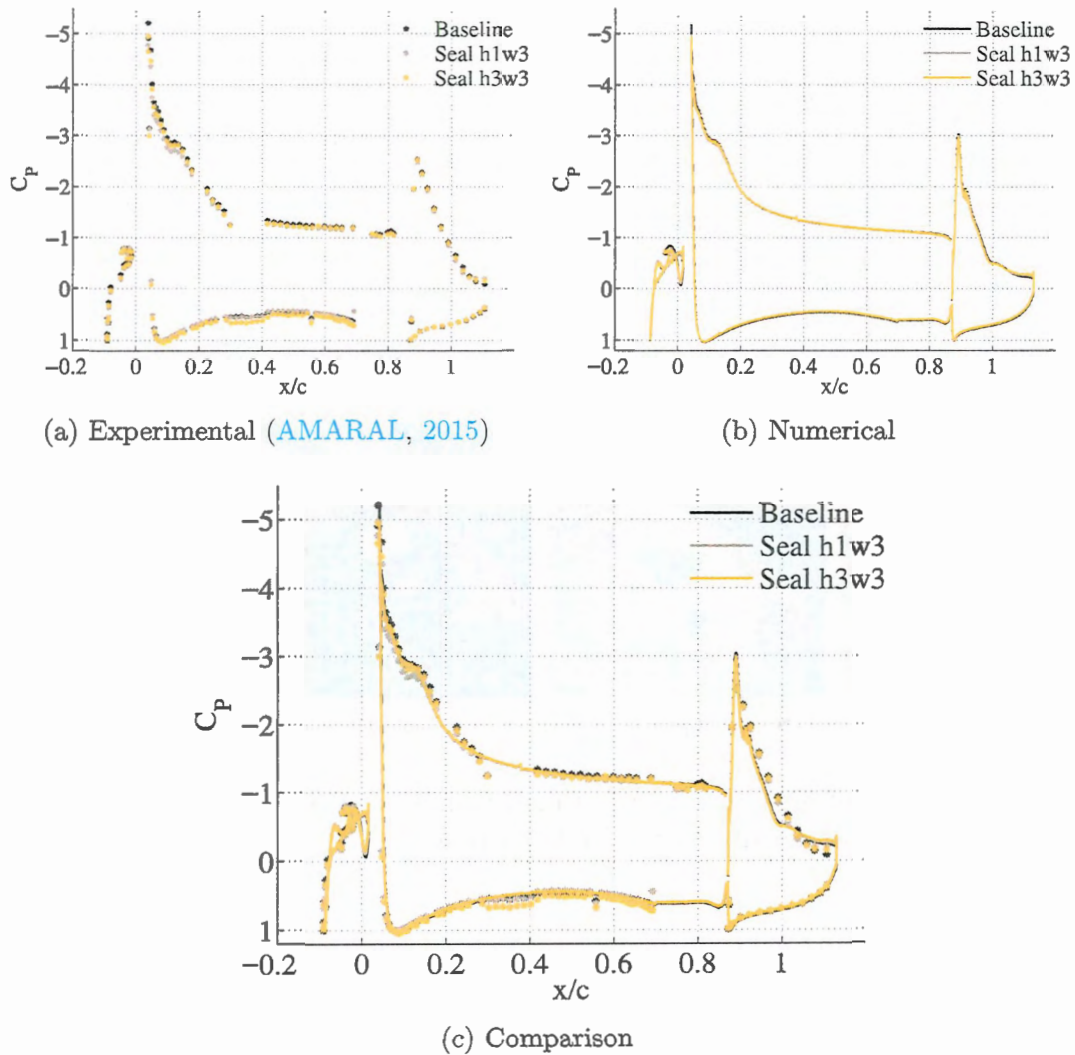 Baseline
Seal h1w3
Seal h3w3
−5
−4
−3
−2
−1
0
1
C_P
−0.2 0 0.2 0.4 0.6 0.8 1
x/c
(a) Experimental (AMARAL, 2015)
Baseline
Seal h1w3
Seal h3w3
−5
−4
−3
−2
−1
0
1
C_P
−0.2 0 0.2 0.4 0.6 0.8 1
x/c
(b) Numerical
Baseline
Seal h1w3
Seal h3w3
−5
−4
−3
−2
−1
0
1
C_P
−0.2 0 0.2 0.4 0.6 0.8 1
x/c
(c) Comparison